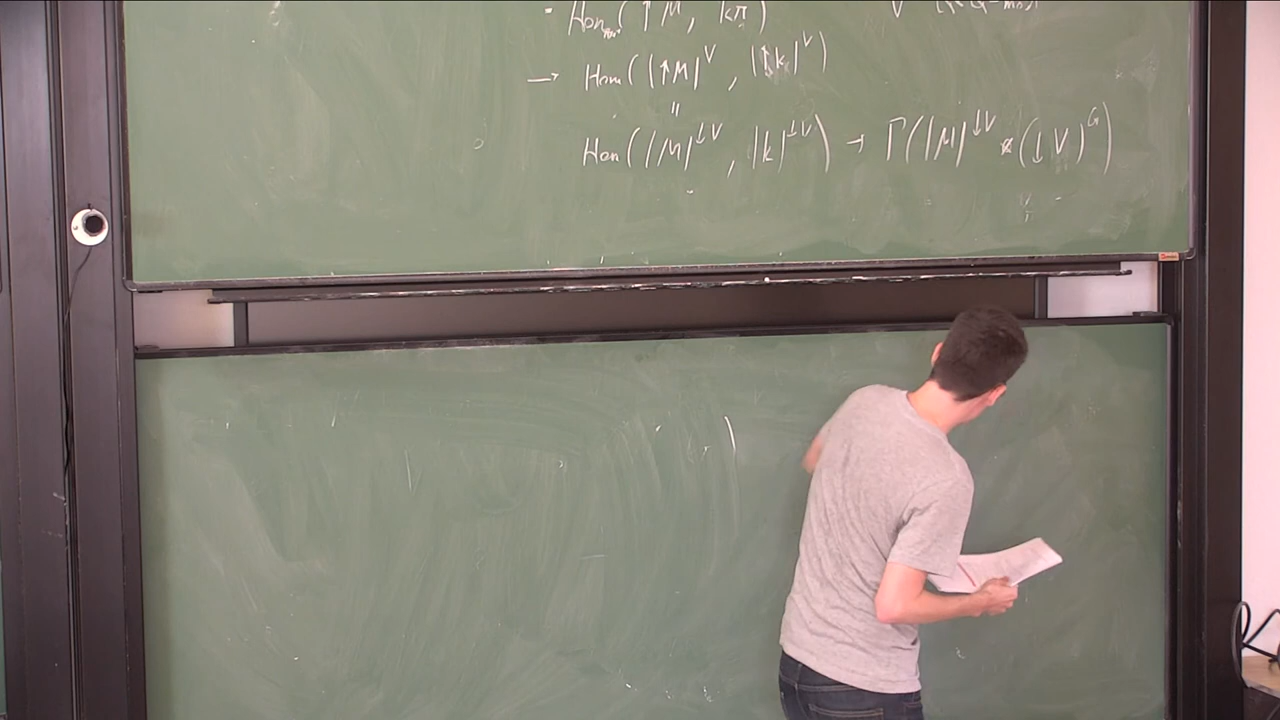 • Hom ( ↑M , kπ )
→ Hom ( |↑M|^V , |↑k|^V )
"
Hom ( |M|^{↓V} , |k|^{↓V} ) → Γ( |M|^{↓V} * (↓V)^G )